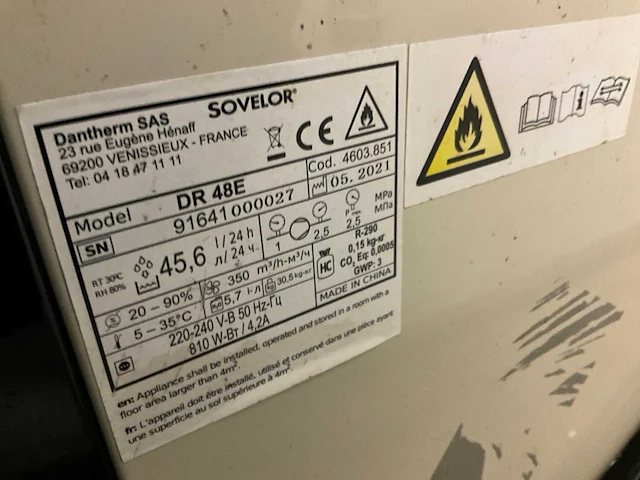 SOVELOR®
Dantherm SAS
23 rue Eugène Hénaff
69200 VENISSIEUX - FRANCE
Tel: 04 18 47 11 11
CE
Model DR 48E Cod. 4603.851
SN 91641000027 05.2021
RT 30°C
RH 80%
45,6 l / 24 h
л/ 24 ч.
1 2,5 2,5 MPa
МПа
P max
20 – 90% 350 m³/h-м³/ч
5 – 35°C 5,7 l-л 30,5 kg-кг
HC R-290
0,15 kg-кг
CO₂ Eq: 0,0005
GWP: 3
220-240 V-B 50 Hz-Гц
810 W-Вт / 4,2A
MADE IN CHINA
en: Appliance shall be installed, operated and stored in a room with a
floor area larger than 4m².
fr: L'appareil doit être installé, utilisé et conservé dans une pièce ayant
une superficie au sol supérieure à 4m².